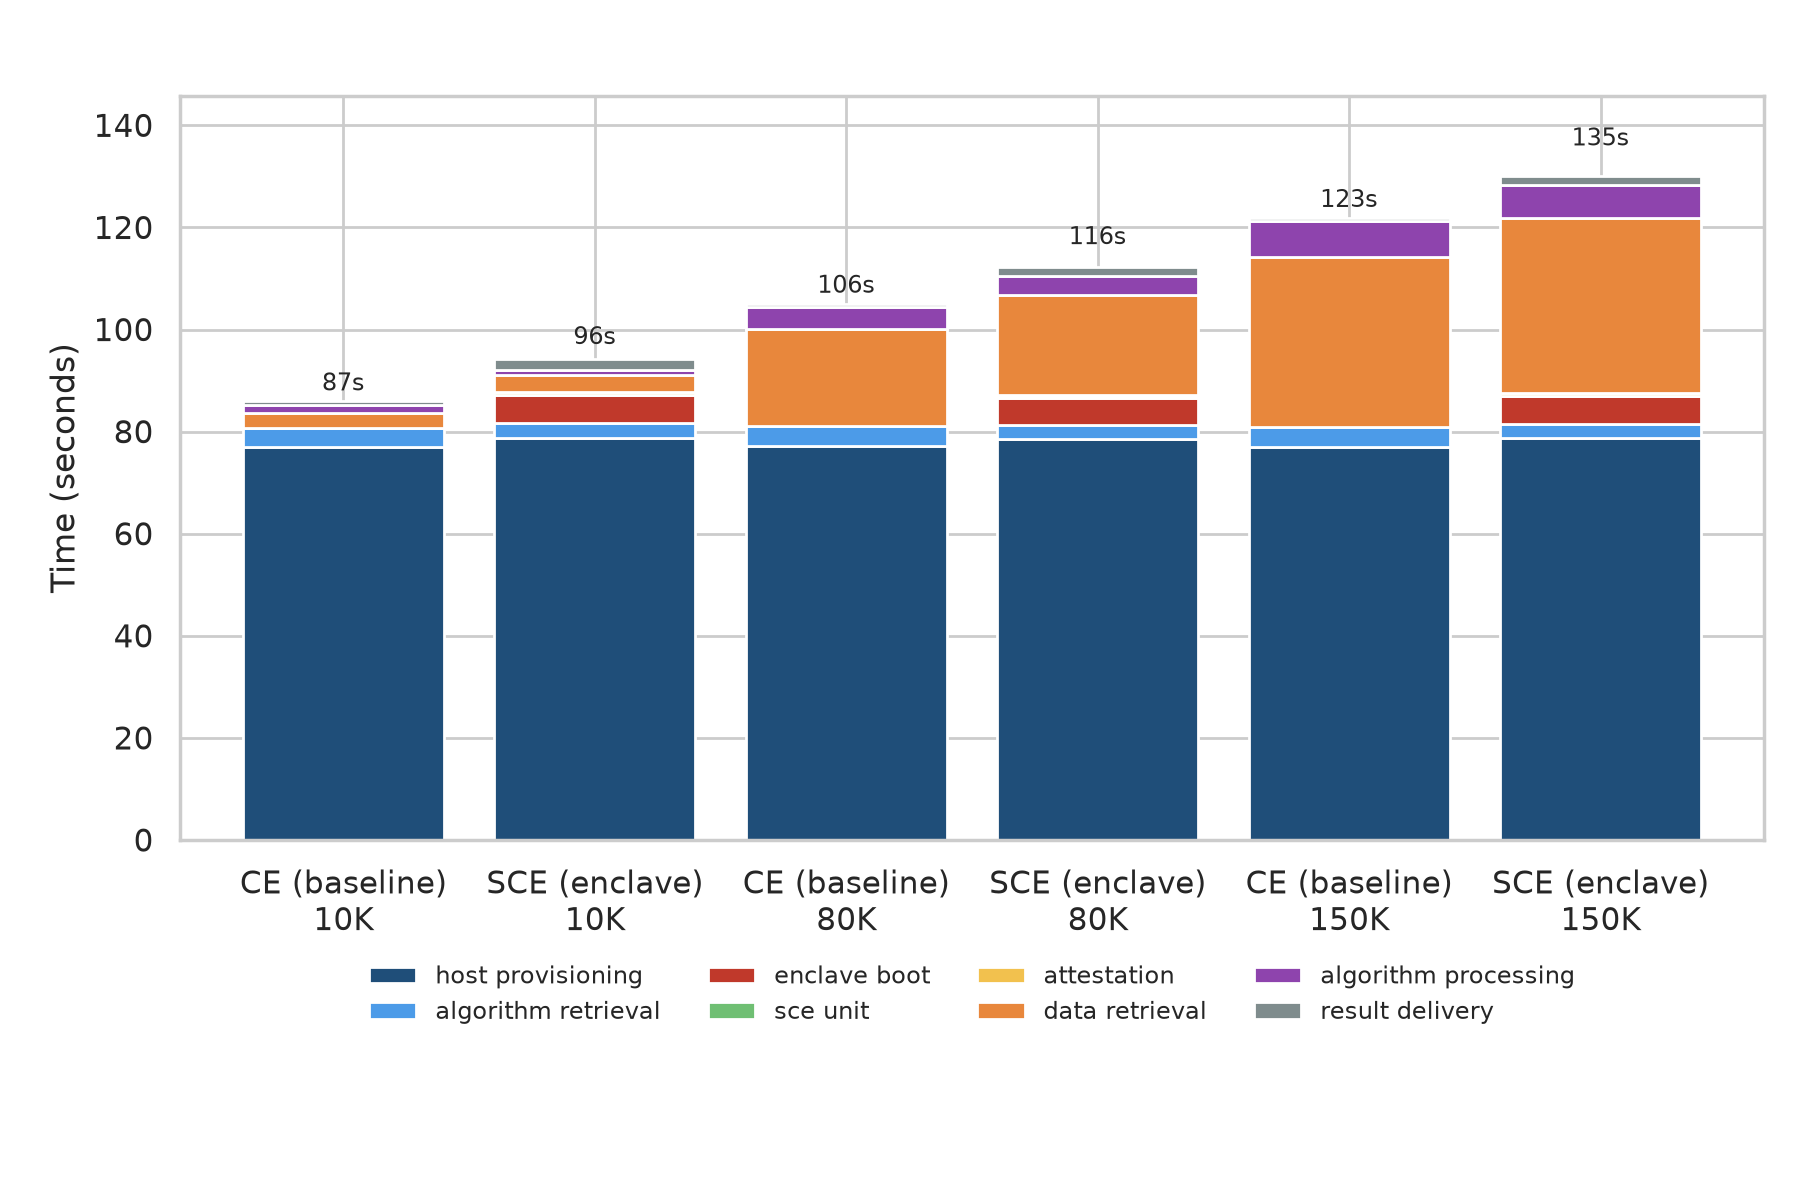 140
120
100
80
60
40
20
0
Time (seconds)
87s
96s
106s
116s
123s
135s
CE (baseline) 10K
SCE (enclave) 10K
CE (baseline) 80K
SCE (enclave) 80K
CE (baseline) 150K
SCE (enclave) 150K
host provisioning
algorithm retrieval
enclave boot
sce unit
attestation
data retrieval
algorithm processing
result delivery